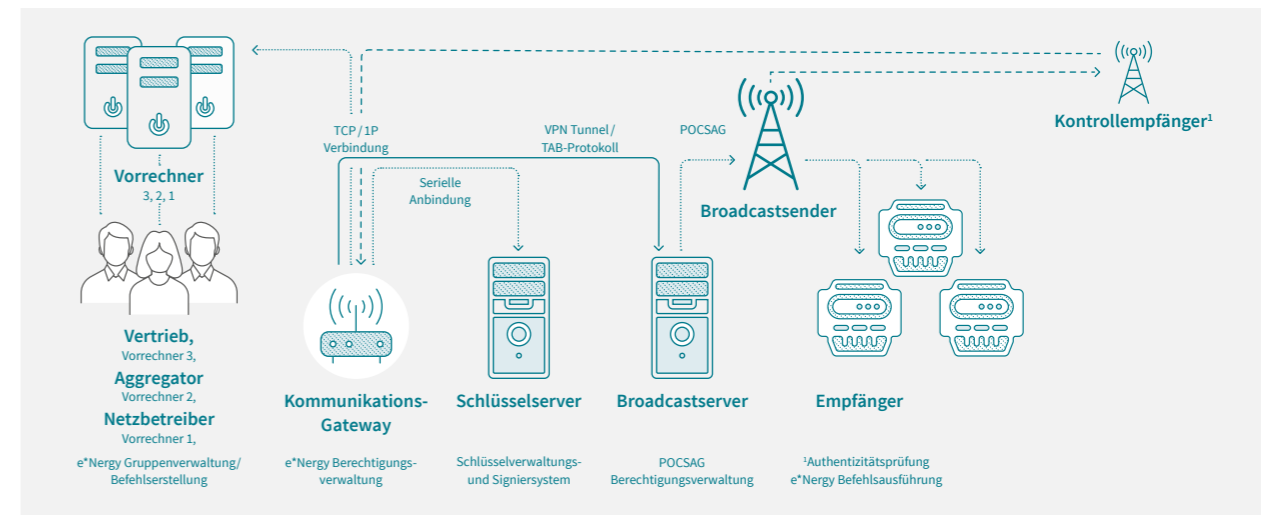 TCP / 1P
Verbindung
VPN Tunnel /
TAB-Protokoll
POCSAG
Kontrollempfänger¹
Vorrechner
3, 2, 1
Serielle
Anbindung
Broadcastsender
Vertrieb,
Vorrechner 3,
Aggregator
Vorrechner 2,
Netzbetreiber
Vorrechner 1,
e*Nergy Gruppenverwaltung/
Befehlserstellung
Kommunikations-
Gateway
e*Nergy Berechtigungs-
verwaltung
Schlüsselserver
Schlüsselverwaltungs-
und Signiersystem
Broadcastserver
POCSAG
Berechtigungsverwaltung
Empfänger
¹Authentizitätsprüfung
e*Nergy Befehlsausführung